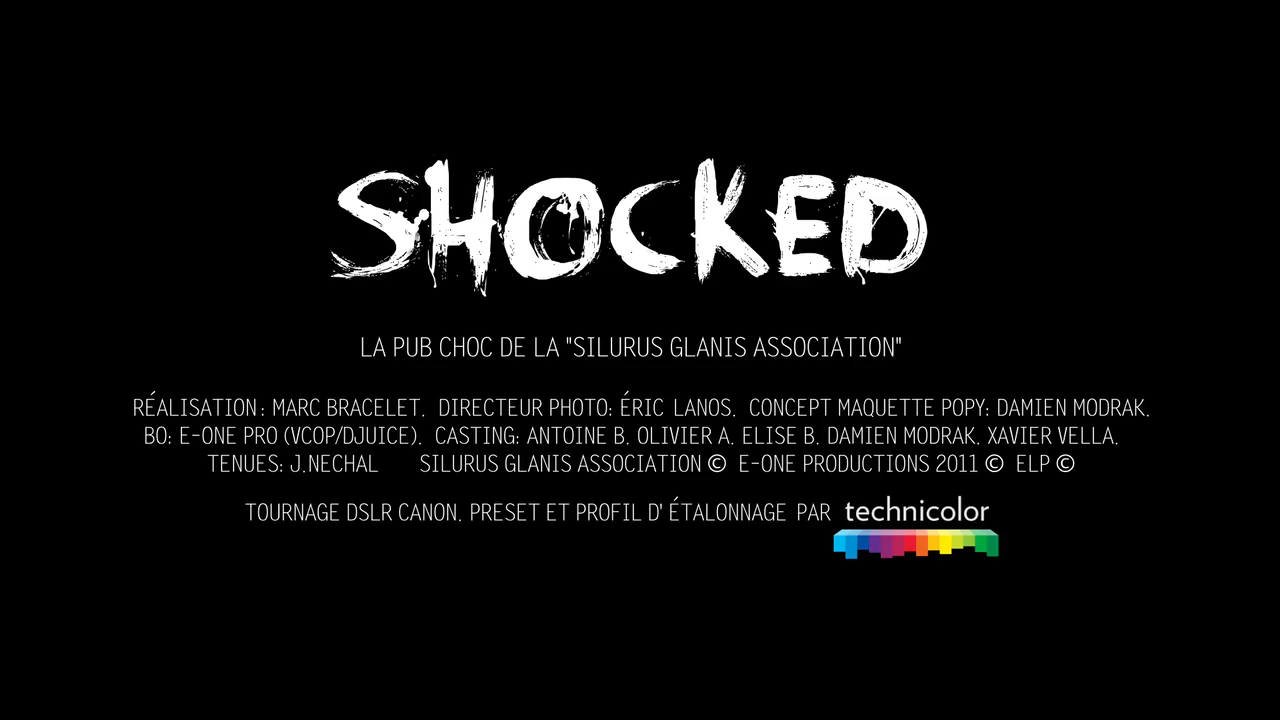 SHOCKED
LA PUB CHOC DE LA "SILURUS GLANIS ASSOCIATION"
RÉALISATION: MARC BRACELET. DIRECTEUR PHOTO: ÉRIC LANOS. CONCEPT MAQUETTE POPY: DAMIEN MODRAK.
BO: E-ONE PRO (VCOP/DJUICE). CASTING: ANTOINE B. OLIVIER A. ELISE B. DAMIEN MODRAK. XAVIER VELLA.
TENUES: J.NECHAL SILURUS GLANIS ASSOCIATION © E-ONE PRODUCTIONS 2011 © ELP ©
TOURNAGE DSLR CANON. PRESET ET PROFIL D' ÉTALONNAGE PAR technicolor